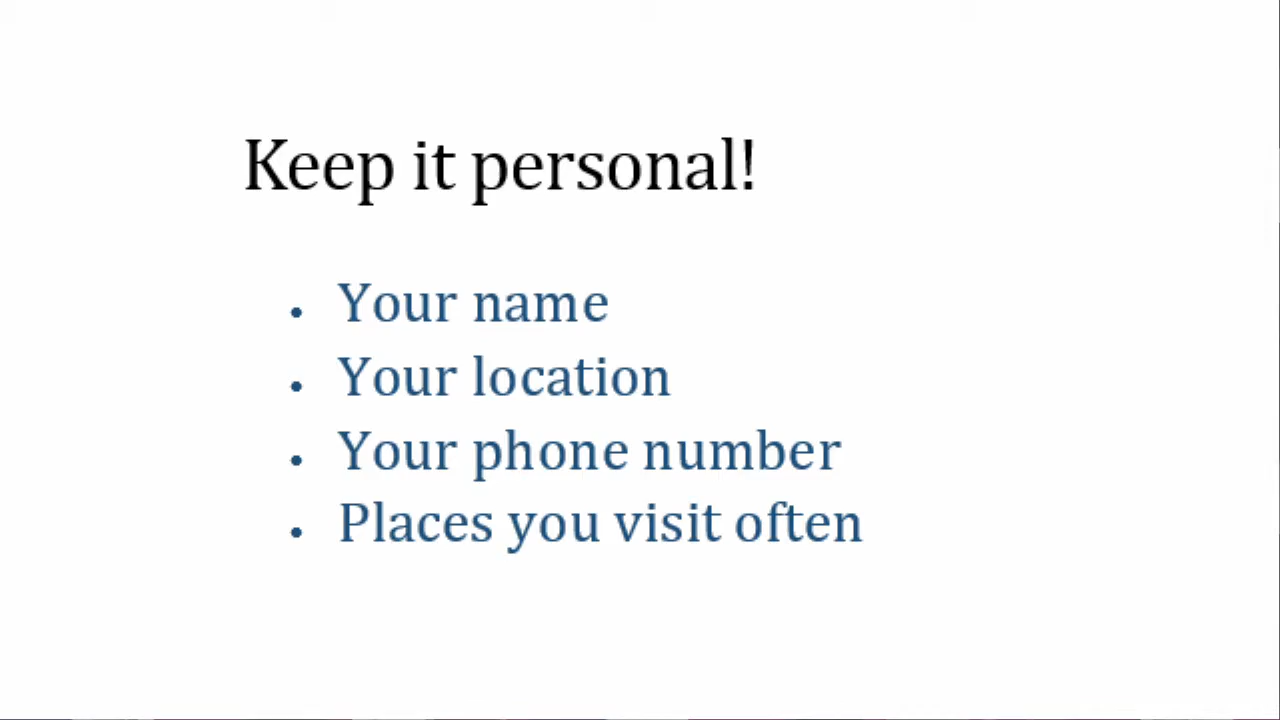 Keep it personal!
• Your name
• Your location
• Your phone number
• Places you visit often